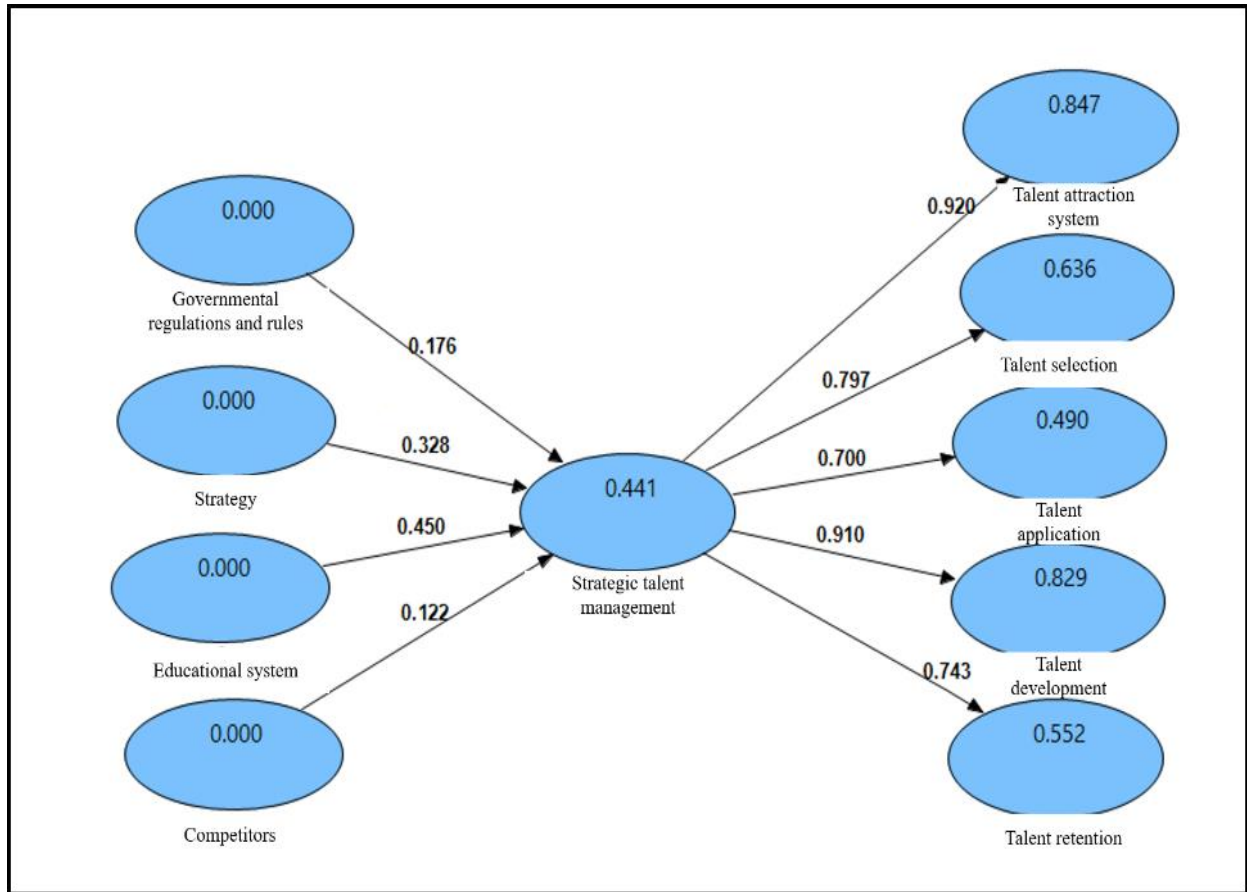 0.000
Governmental
regulations and rules
0.000
Strategy
0.000
Educational system
0.000
Competitors
0.176
0.328
0.450
0.122
0.441
Strategic talent
management
0.920
0.797
0.700
0.910
0.743
0.847
Talent attraction
system
0.636
Talent selection
0.490
Talent
application
0.829
Talent
development
0.552
Talent retention